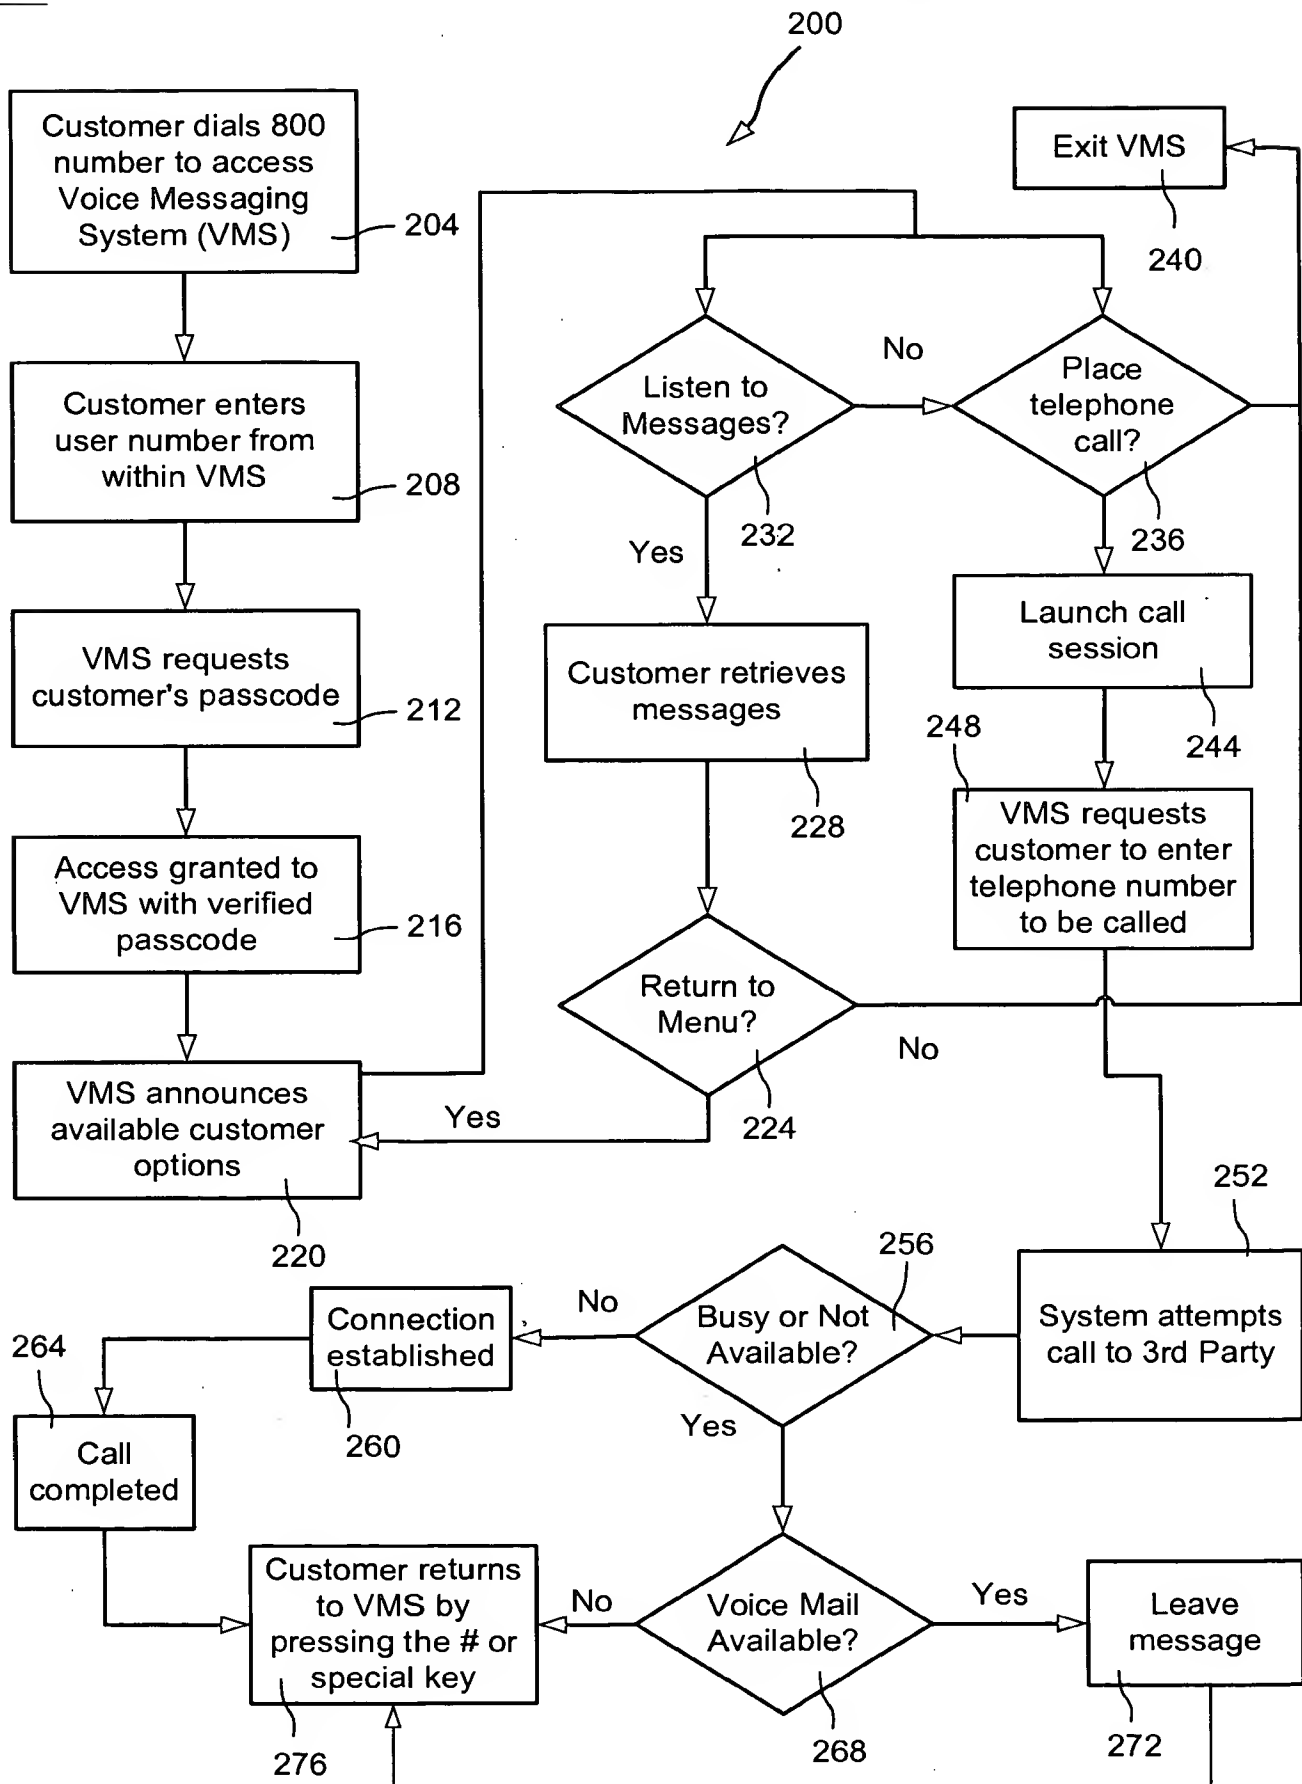 200
Customer dials 800
number to access
Voice Messaging
System (VMS)
204
Exit VMS
240
Customer enters
user number from
within VMS
208
Listen to
Messages?
232
No
Place
telephone
call?
236
Yes
VMS requests
customer's passcode
212
Customer retrieves
messages
228
Launch call
session
244
248
VMS requests
customer to enter
telephone number
to be called
Access granted to
VMS with verified
passcode
216
Return to
Menu?
224
No
Yes
VMS announces
available customer
options
220
252
System attempts
call to 3rd Party
256
Busy or Not
Available?
No
Yes
Connection
established
260
264
Call
completed
Customer returns
to VMS by
pressing the # or
special key
276
No
Voice Mail
Available?
268
Yes
Leave
message
272